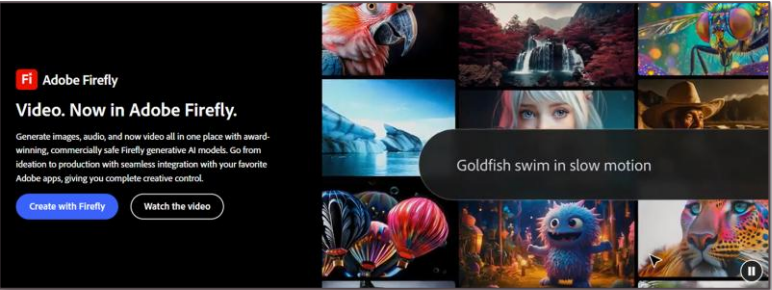 Fi Adobe Firefly
Video. Now in Adobe Firefly.
Generate images, audio, and now video all in one place with award-
winning, commercially safe Firefly generative AI models. Go from
ideation to production with seamless integration with your favorite
Adobe apps, giving you complete creative control.
Create with Firefly Watch the video
Goldfish swim in slow motion